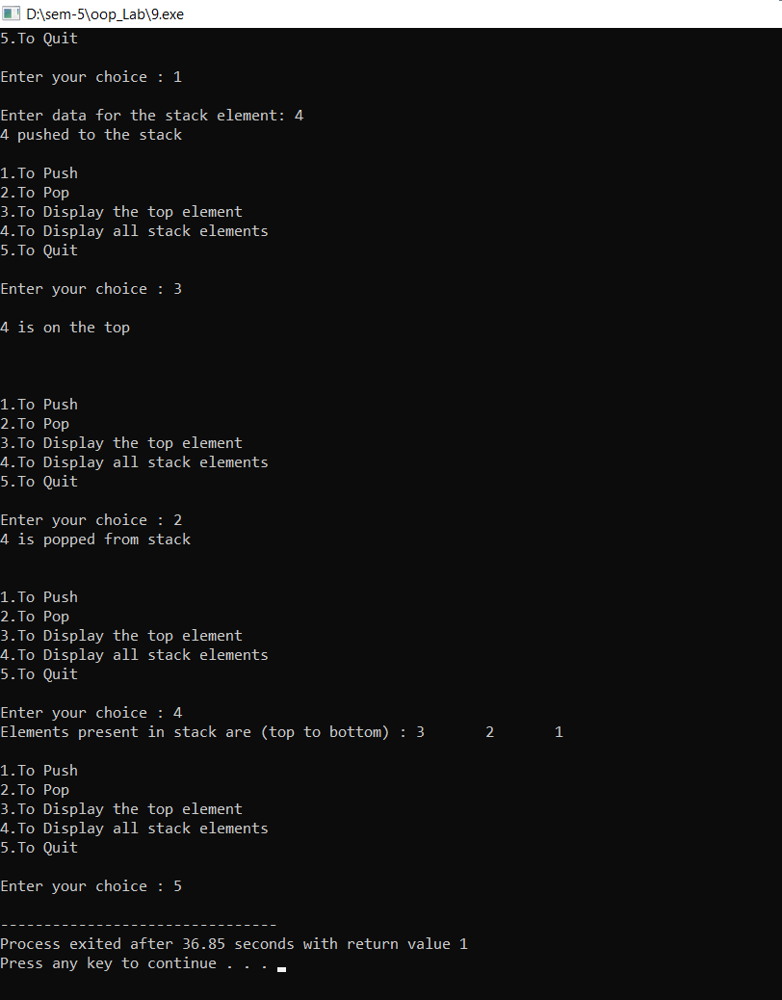 D:\sem-5\oop_Lab\9.exe
5.To Quit
Enter your choice : 1
Enter data for the stack element: 4
4 pushed to the stack
1.To Push
2.To Pop
3.To Display the top element
4.To Display all stack elements
5.To Quit
Enter your choice : 3
4 is on the top
1.To Push
2.To Pop
3.To Display the top element
4.To Display all stack elements
5.To Quit
Enter your choice : 2
4 is popped from stack
1.To Push
2.To Pop
3.To Display the top element
4.To Display all stack elements
5.To Quit
Enter your choice : 4
Elements present in stack are (top to bottom) : 3       2       1
1.To Push
2.To Pop
3.To Display the top element
4.To Display all stack elements
5.To Quit
Enter your choice : 5
--------------------------------
Process exited after 36.85 seconds with return value 1
Press any key to continue . . .